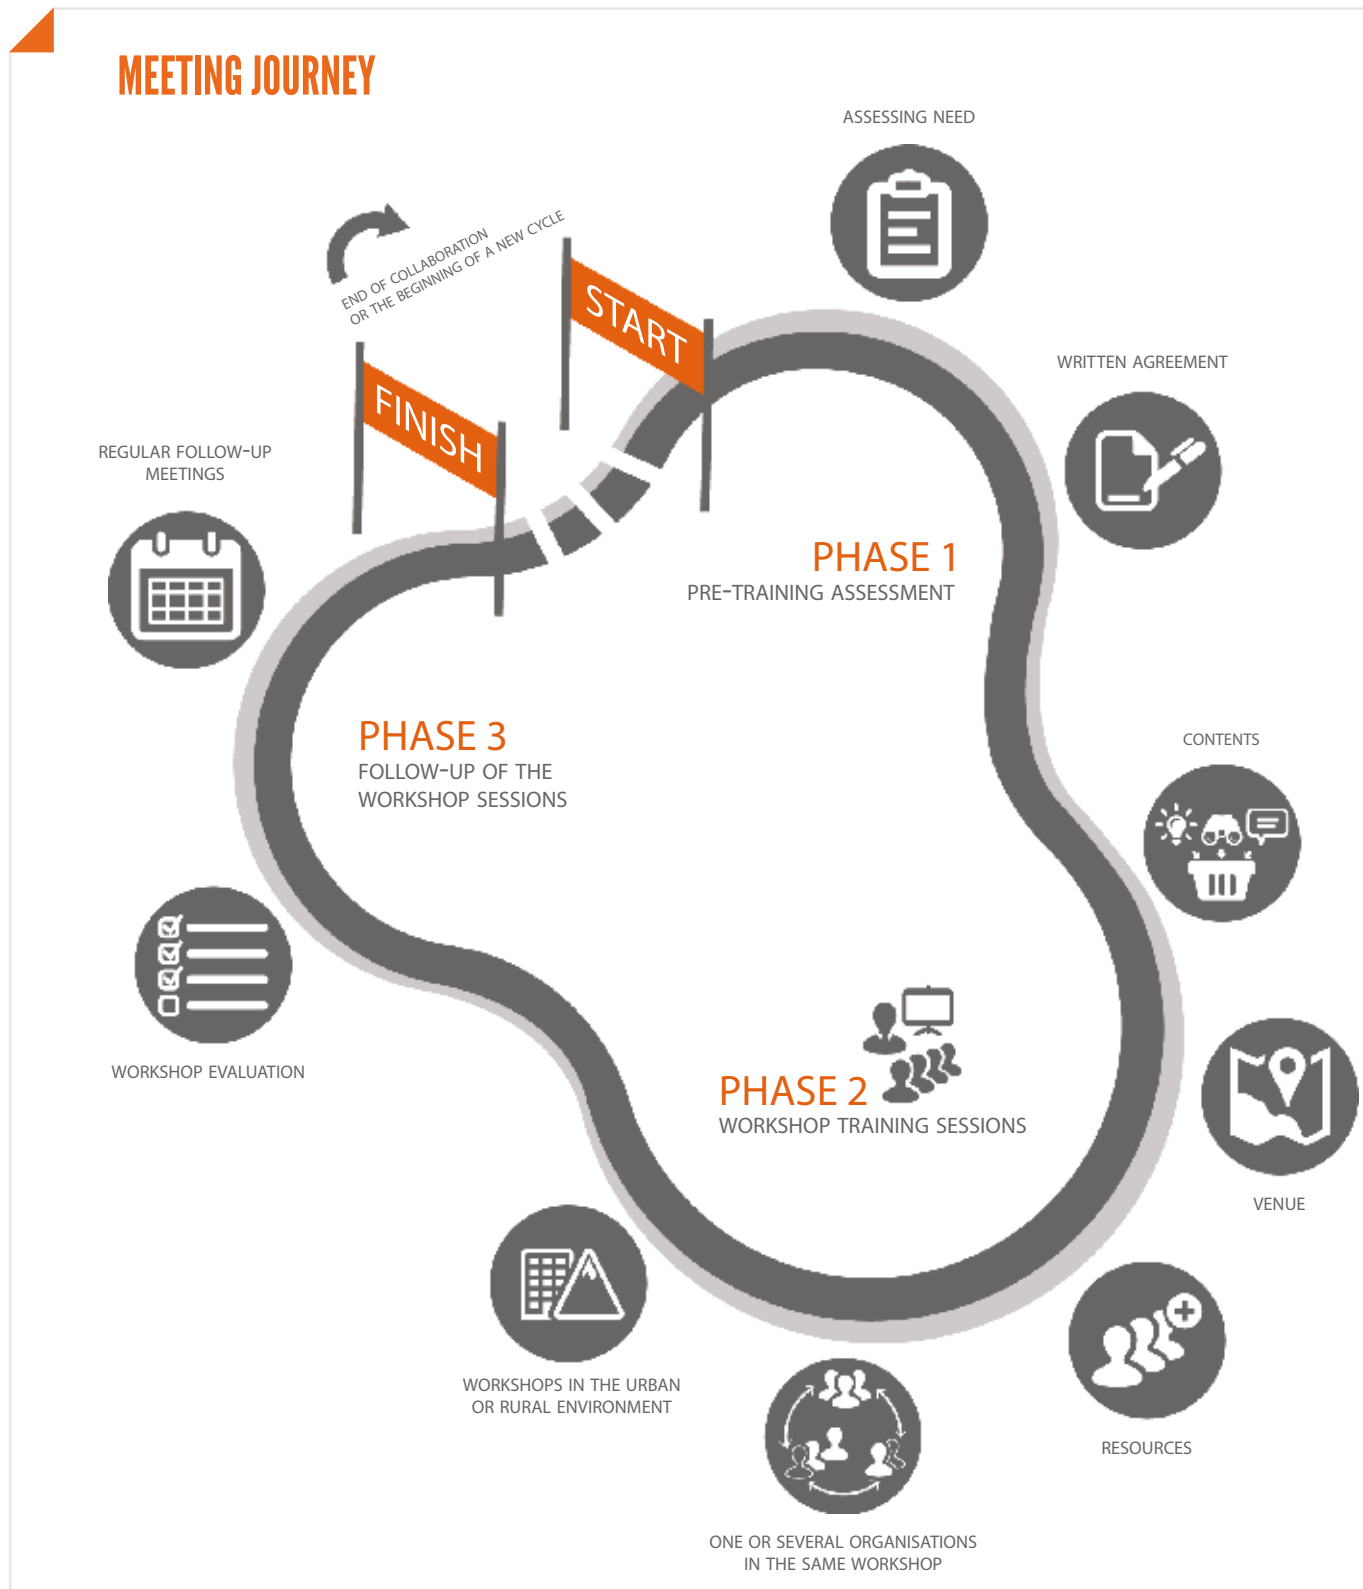 MEETING JOURNEY
ASSESSING NEED
END OF COLLABORATION
OR THE BEGINNING OF A NEW CYCLE
START
FINISH
WRITTEN AGREEMENT
REGULAR FOLLOW-UP
MEETINGS
PHASE 1
PRE-TRAINING ASSESSMENT
PHASE 3
FOLLOW-UP OF THE
WORKSHOP SESSIONS
CONTENTS
WORKSHOP EVALUATION
PHASE 2
WORKSHOP TRAINING SESSIONS
VENUE
WORKSHOPS IN THE URBAN
OR RURAL ENVIRONMENT
RESOURCES
ONE OR SEVERAL ORGANISATIONS
IN THE SAME WORKSHOP